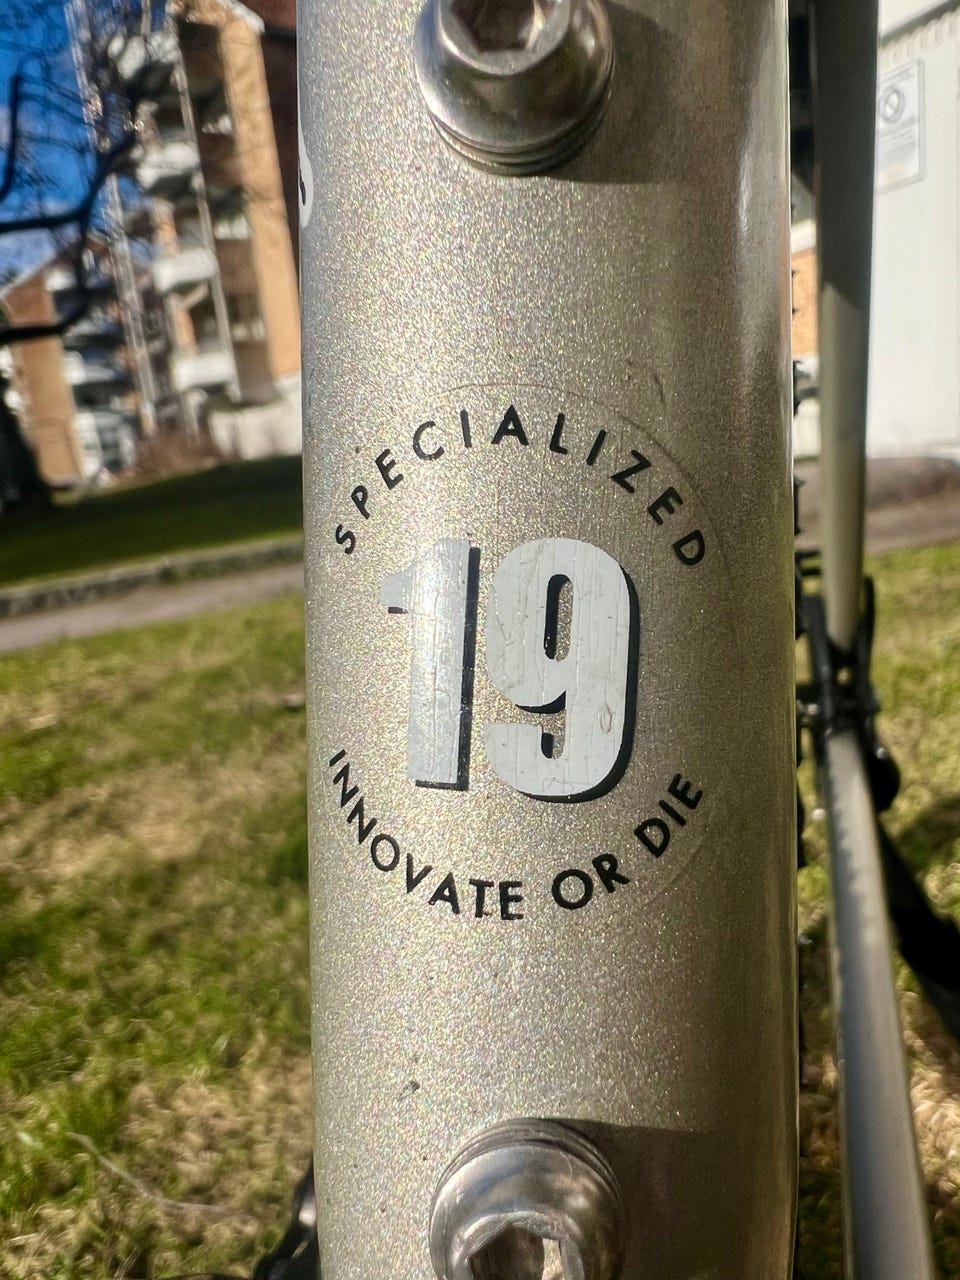 SPECIALIZED
19
INNOVATE OR DIE